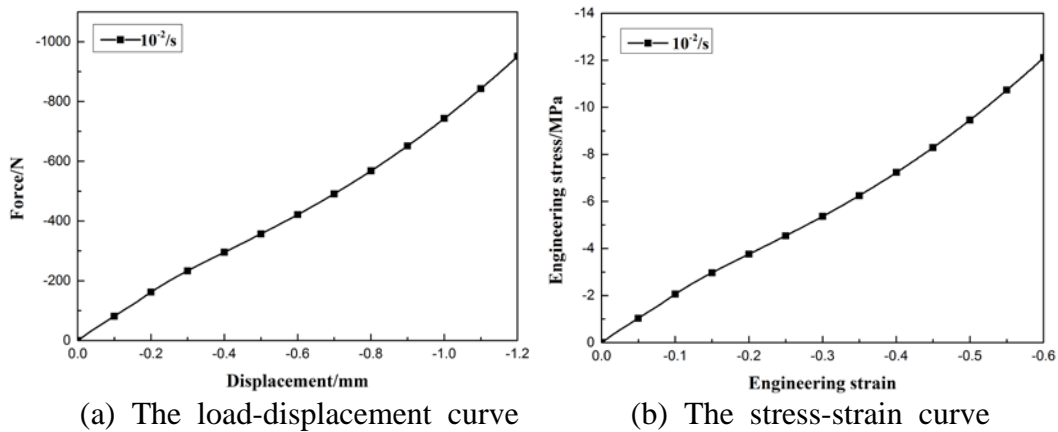 10⁻²/s
-1000
-800
-600
-400
-200
0
0.0 -0.2 -0.4 -0.6 -0.8 -1.0 -1.2
Force/N
Displacement/mm
(a) The load-displacement curve
10⁻²/s
-14
-12
-10
-8
-6
-4
-2
0
0.0 -0.1 -0.2 -0.3 -0.4 -0.5 -0.6
Engineering stress/MPa
Engineering strain
(b) The stress-strain curve